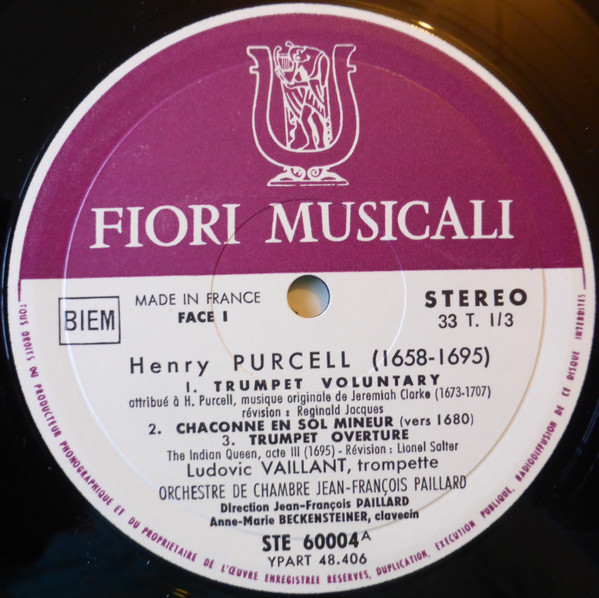 FIORI MUSICALI
BIEM
MADE IN FRANCE
FACE 1
STEREO
33 T. 1/3
Henry PURCELL (1658-1695)
1. TRUMPET VOLUNTARY
attribué à H. Purcell, musique originale de Jeremiah Clarke (1673-1707)
révision : Reginald Jacques
2. CHACONNE EN SOL MINEUR (vers 1680)
3. TRUMPET OVERTURE
The Indian Queen, acte III (1695) - Révision : Lionel Salter
Ludovic VAILLANT, trompette
ORCHESTRE DE CHAMBRE JEAN-FRANÇOIS PAILLARD
Direction Jean-François PAILLARD
Anne-Marie BECKENSTEINER, clavecin
STE 60004 A
YPART 48.406
TOUS DROITS DU PRODUCTEUR PHONOGRAPHIQUE ET DU PROPRIETAIRE DE L'ŒUVRE ENREGISTREE RESERVES, DUPLICATION, EXECUTION PUBLIQUE, RADIODIFFUSION DE CE DISQUE INTERDITES